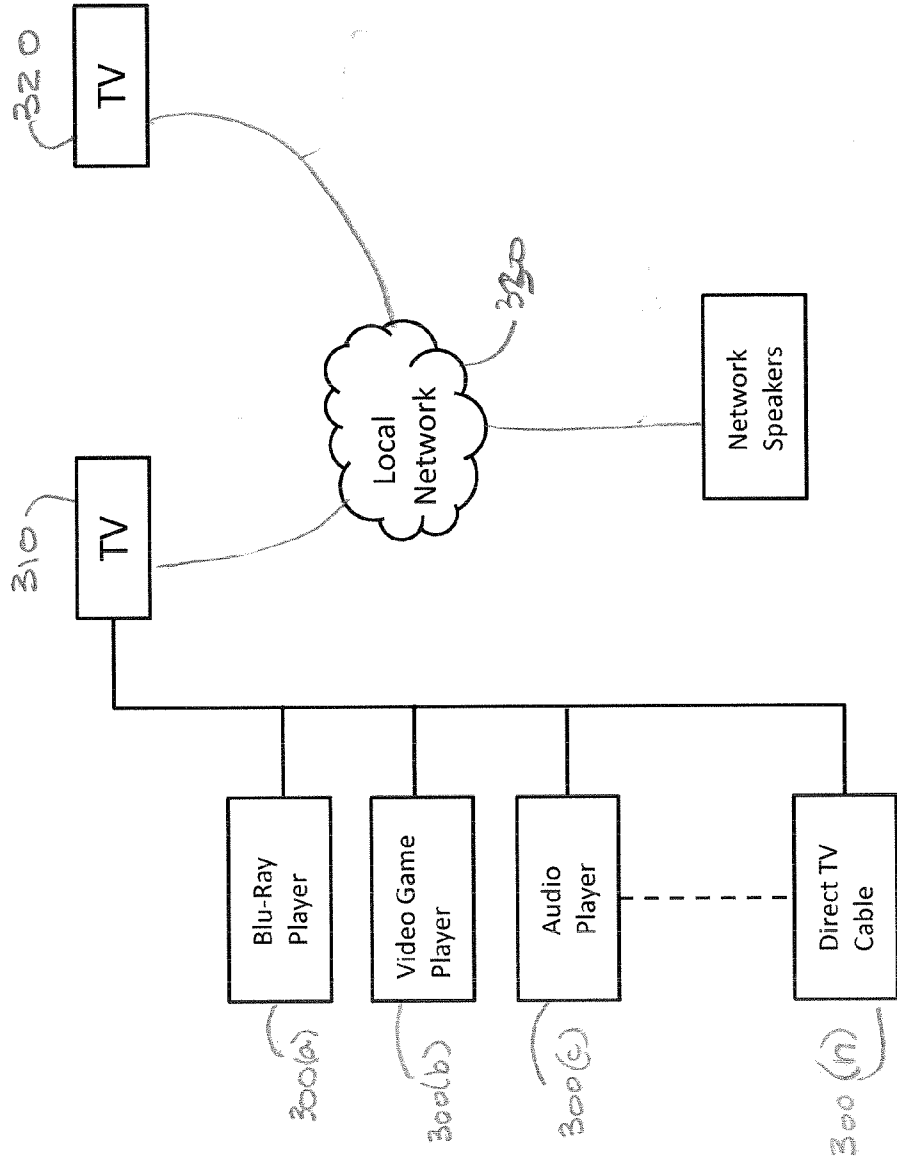 310
TV
320
TV
300(a)
Blu-Ray
Player
300(b)
Video Game
Player
300(c)
Audio
Player
300(n)
Direct TV
Cable
Local
Network
330
Network
Speakers